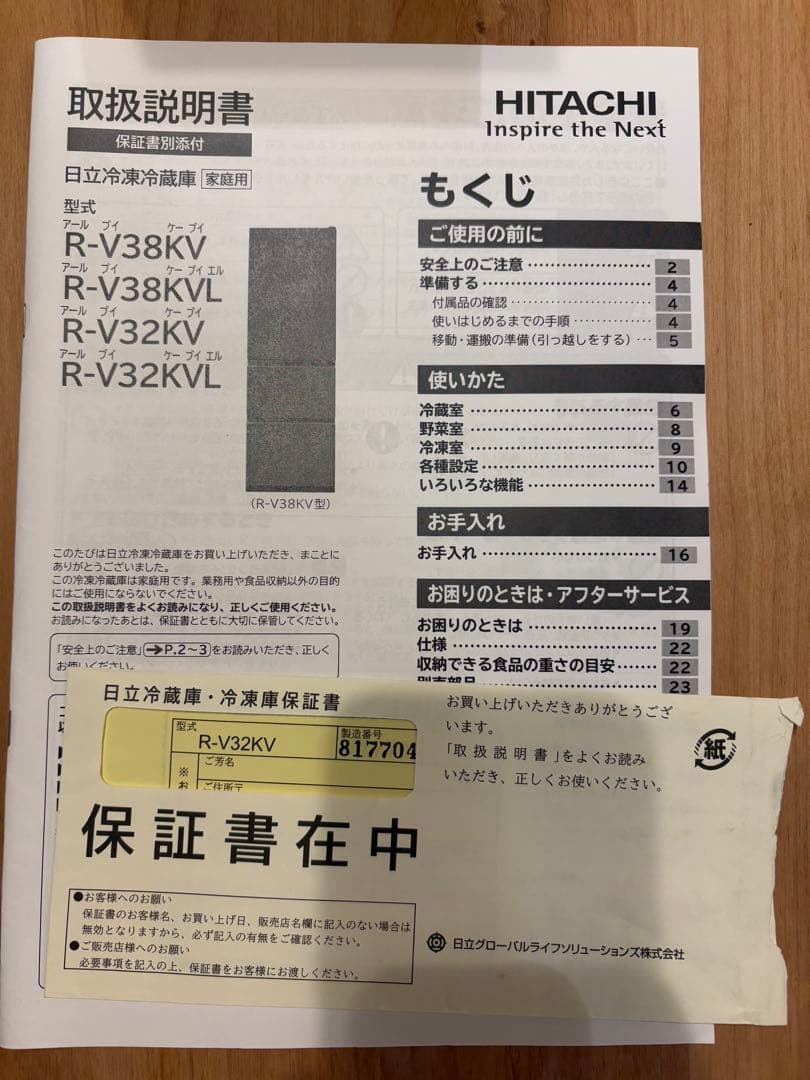 取扱説明書
保証書別添付
日立冷凍冷蔵庫 家庭用
型式
アール ブイ ケー ブイ
R-V38KV
アール ブイ ケー ブイ エル
R-V38KVL
アール ブイ ケー ブイ
R-V32KV
アール ブイ ケー ブイ エル
R-V32KVL
(R-V38KV型)
このたびは日立冷凍冷蔵庫をお買い上げいただき、まことに
ありがとうございました。
この冷凍冷蔵庫は家庭用です。業務用や食品収納以外の目的
にはご使用にならないでください。
この取扱説明書をよくお読みになり、正しくご使用ください。
お読みになったあとは、保証書とともに大切に保管してください。
「安全上のご注意」(➔P.2~3)をお読みいただき、正しく
お使いください。
HITACHI
Inspire the Next
もくじ
ご使用の前に
安全上のご注意 2
準備する 4
付属品の確認 4
使いはじめるまでの手順 4
移動・運搬の準備(引っ越しをする) 5
使いかた
冷蔵室 6
野菜室 8
冷凍室 9
各種設定 10
いろいろな機能 14
お手入れ
お手入れ 16
お困りのときは・アフターサービス
お困りのときは 19
仕様 22
収納できる食品の重さの目安 22
別売部品 23
日立冷蔵庫・冷凍庫保証書
型式
R-V32KV
製造番号
817704
ご芳名
※
お
ご住所〒
保証書在中
●お客様へのお願い
保証書のお客様名、お買い上げ日、販売店名欄に記入のない場合は
無効となりますから、必ず記入の有無をご確認ください。
●ご販売店様へのお願い
必要事項を記入の上、保証書をお客様にお渡しください。
お買い上げいただきありがとうござ
います。
「取扱説明書」をよくお読み
いただき、正しくお使いください。
紙
日立グローバルライフソリューションズ株式会社